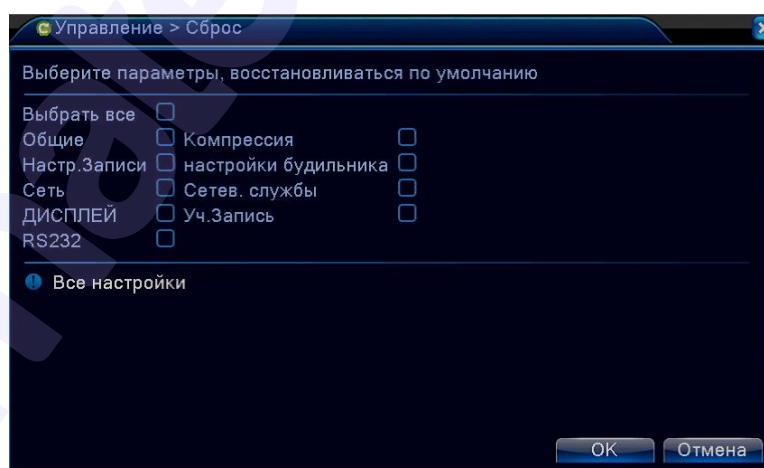 Управление > Сброс
Выберите параметры, восстановливаться по умолчанию
Выбрать все
Общие Компрессия
Настр.Записи настройки будильника
Сеть Сетев. службы
ДИСПЛЕЙ Уч.Запись
RS232
Все настройки
OK Отмена